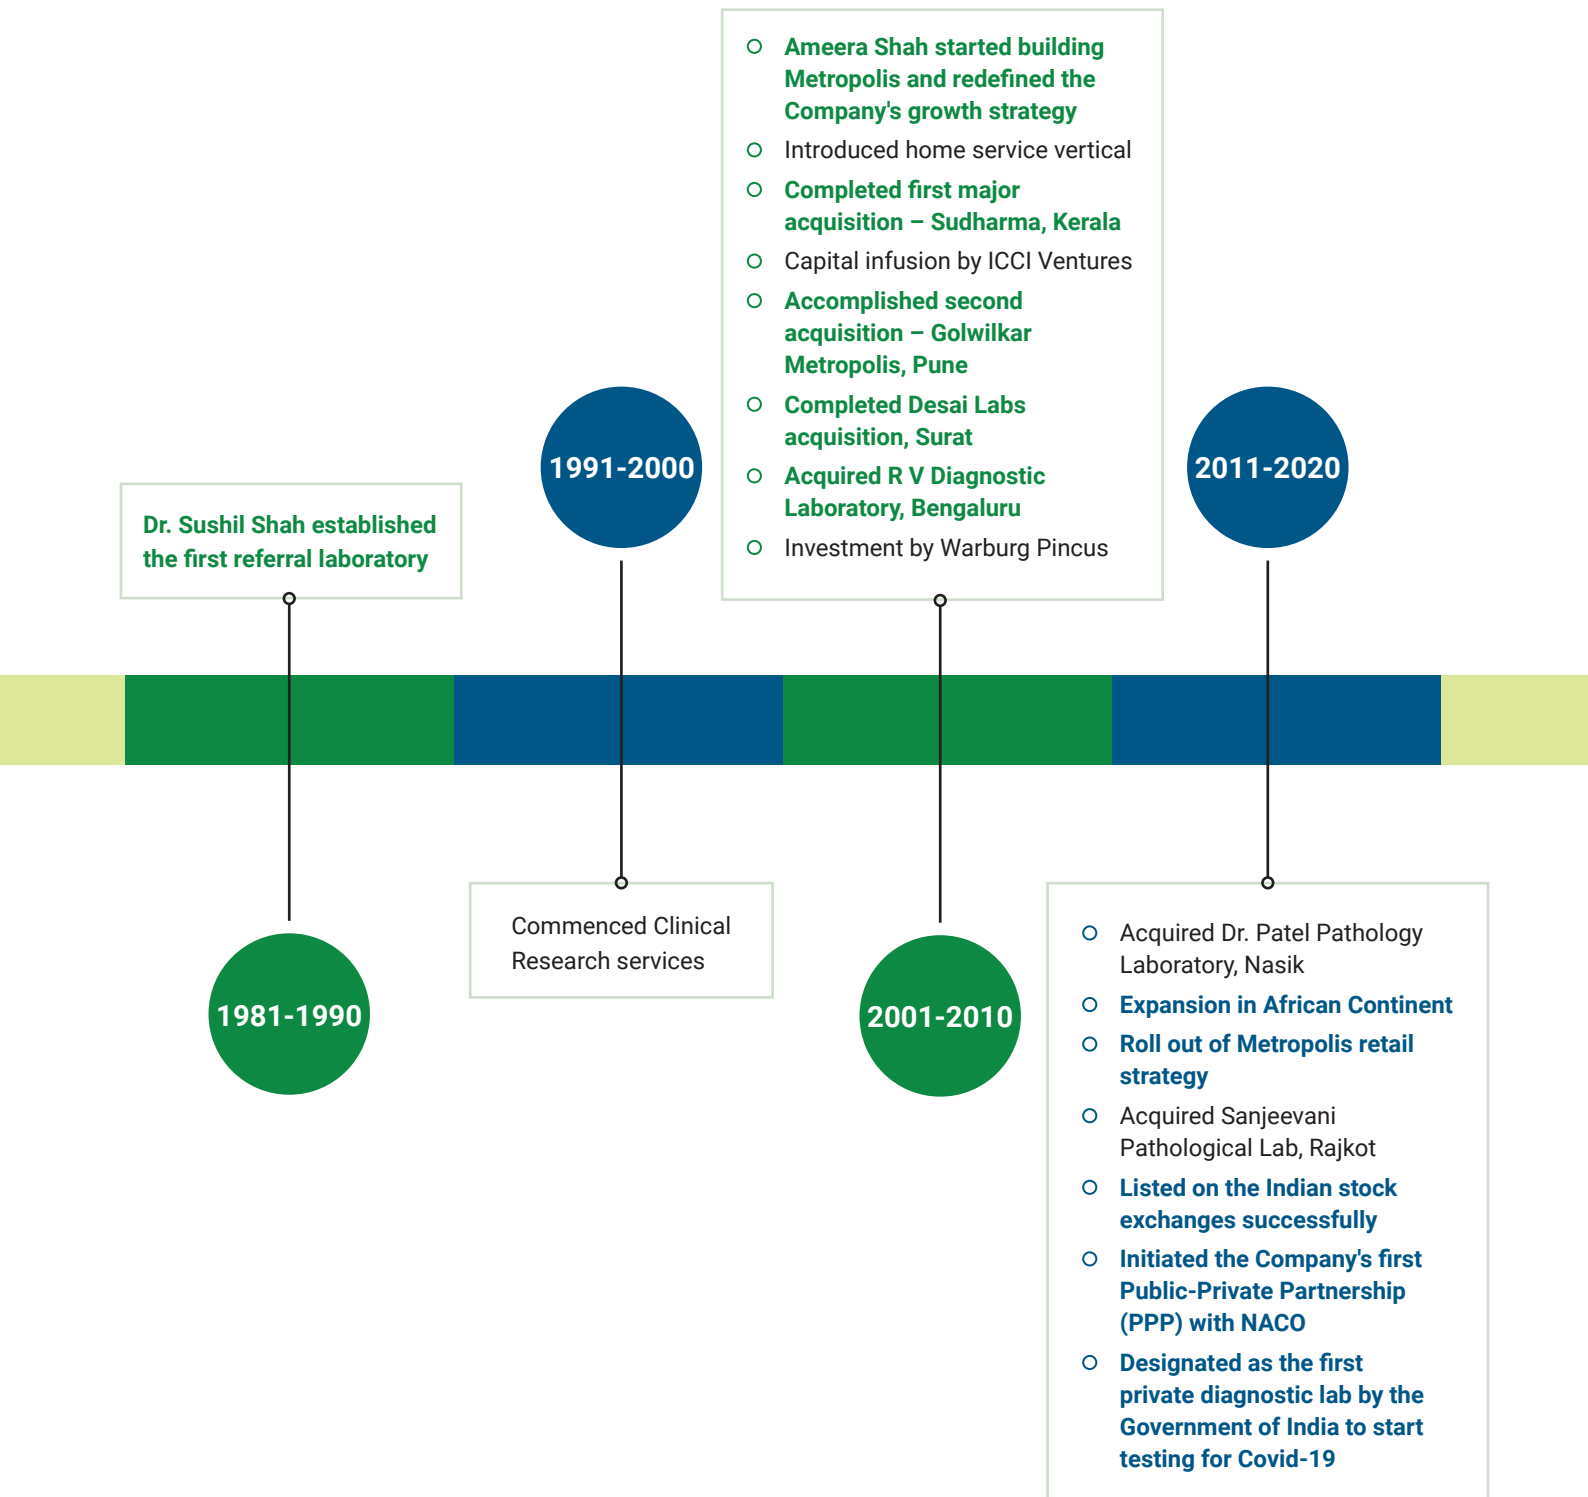 Dr. Sushil Shah established
the first referral laboratory
1981-1990
1991-2000
Commenced Clinical
Research services
Ameera Shah started building
Metropolis and redefined the
Company's growth strategy
Introduced home service vertical
Completed first major
acquisition – Sudharma, Kerala
Capital infusion by ICCI Ventures
Accomplished second
acquisition – Golwilkar
Metropolis, Pune
Completed Desai Labs
acquisition, Surat
Acquired R V Diagnostic
Laboratory, Bengaluru
Investment by Warburg Pincus
2001-2010
2011-2020
Acquired Dr. Patel Pathology
Laboratory, Nasik
Expansion in African Continent
Roll out of Metropolis retail
strategy
Acquired Sanjeevani
Pathological Lab, Rajkot
Listed on the Indian stock
exchanges successfully
Initiated the Company's first
Public-Private Partnership
(PPP) with NACO
Designated as the first
private diagnostic lab by the
Government of India to start
testing for Covid-19